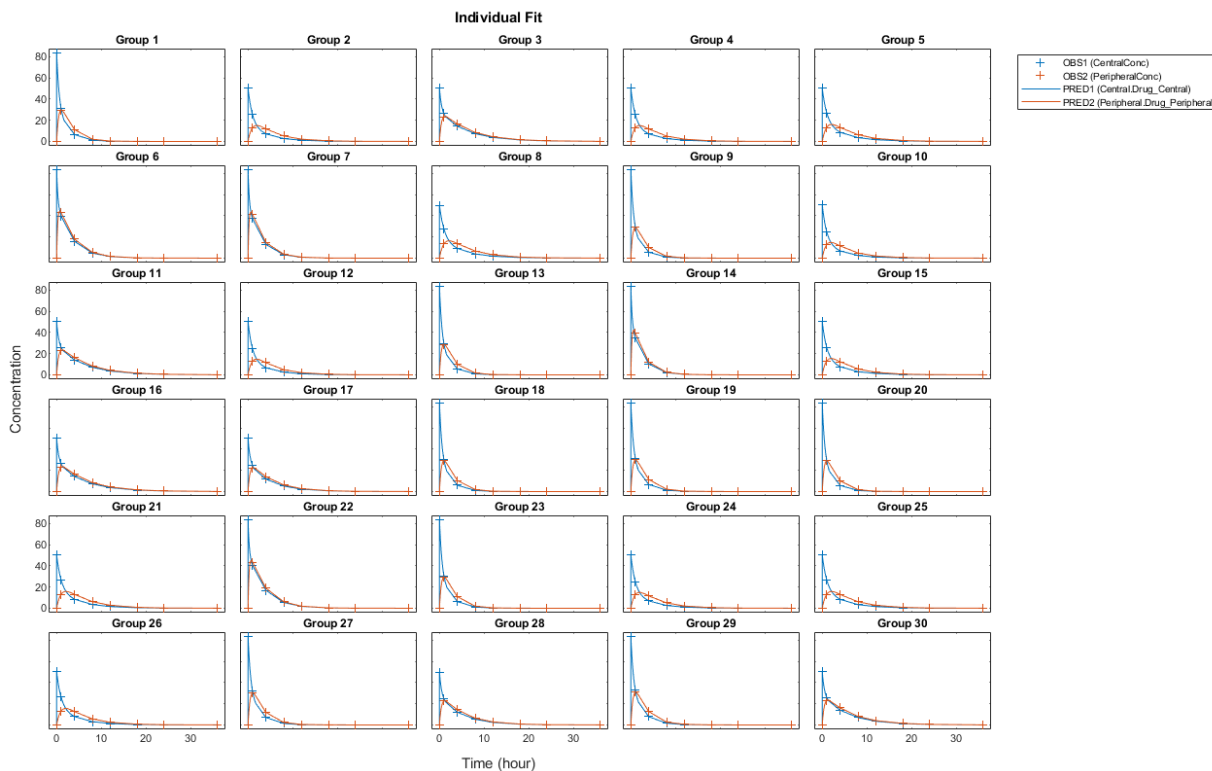 Individual Fit
Group 1 Group 2 Group 3 Group 4 Group 5
OBS1 (CentralConc)
OBS2 (PeripheralConc)
PRED1 (Central.Drug_Central)
PRED2 (Peripheral.Drug_Peripheral
80
60
40
20
0
Group 6 Group 7 Group 8 Group 9 Group 10
Group 11 Group 12 Group 13 Group 14 Group 15
80
60
40
20
0
Concentration
Group 16 Group 17 Group 18 Group 19 Group 20
Group 21 Group 22 Group 23 Group 24 Group 25
80
60
40
20
0
Group 26 Group 27 Group 28 Group 29 Group 30
0 20 30 0 20 30 0 20 30
Time (hour)